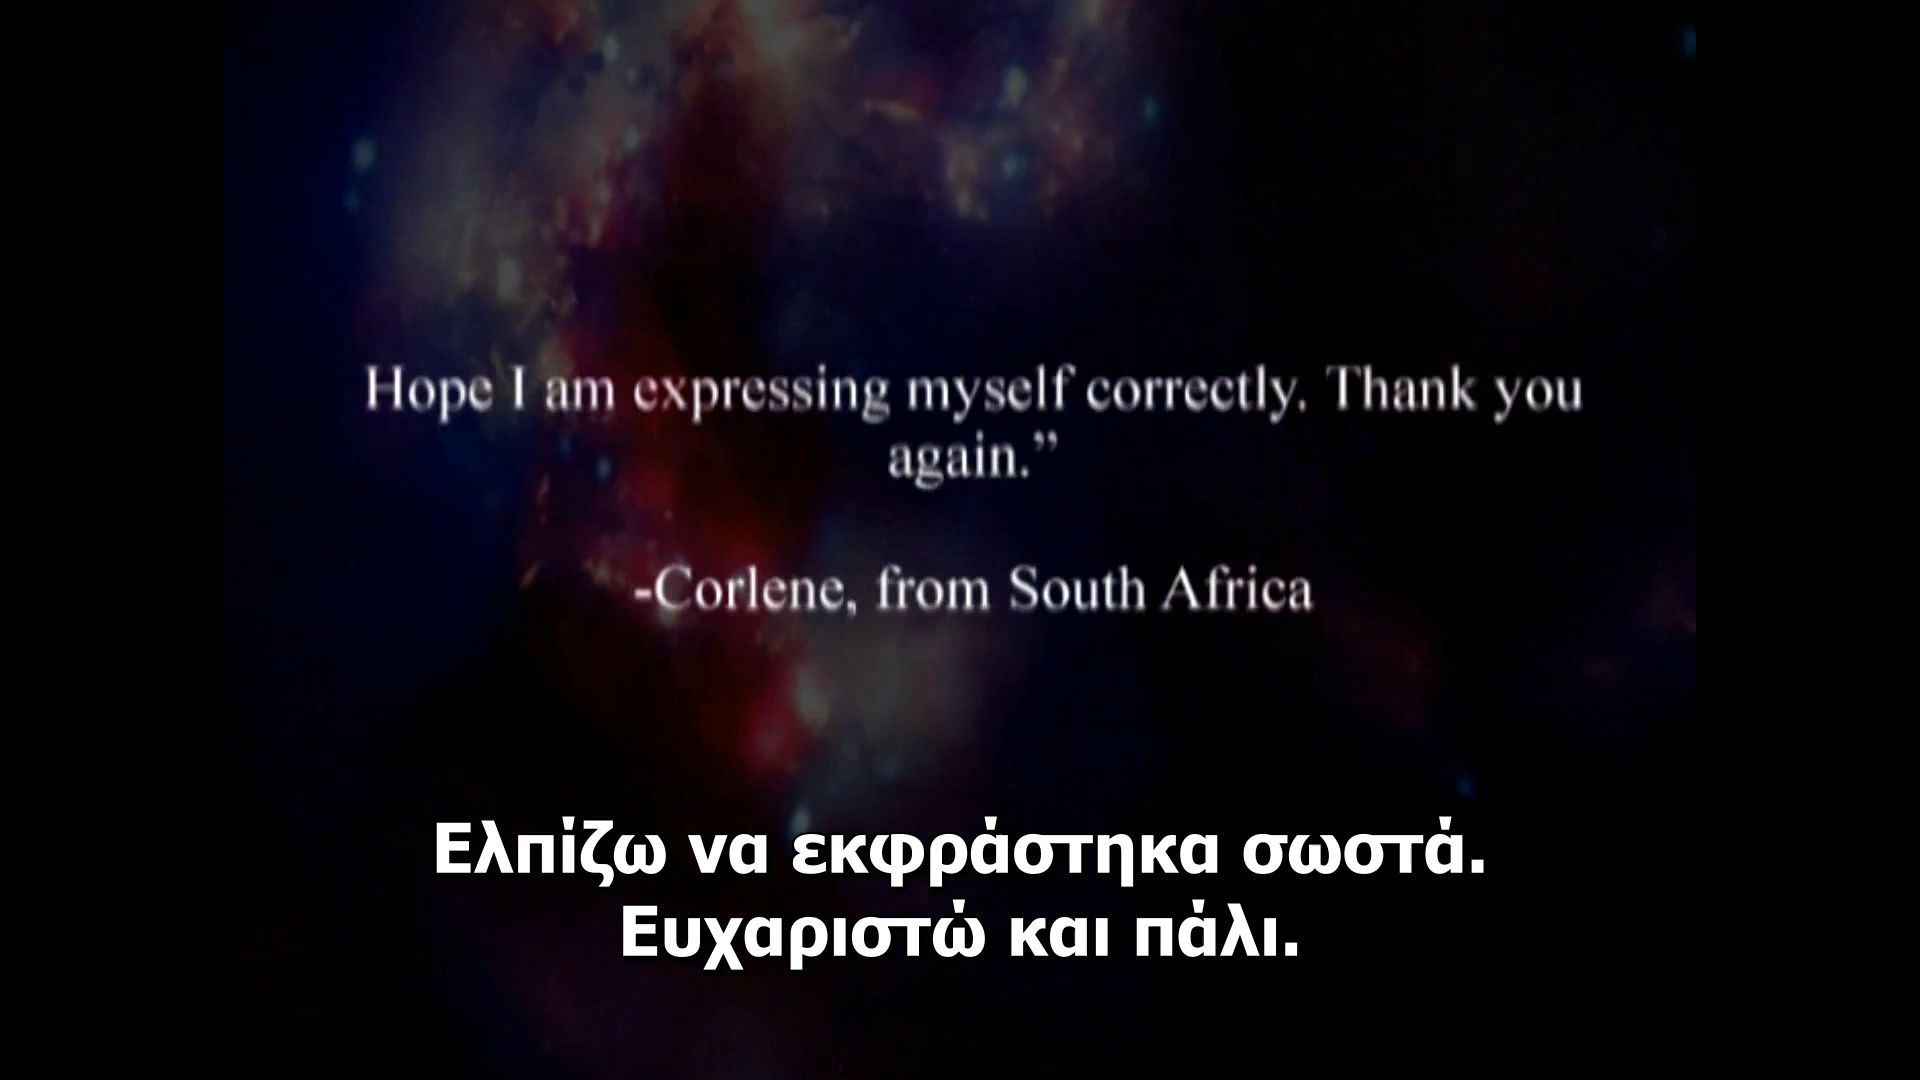 Hope I am expressing myself correctly. Thank you
again.”
-Corlene, from South Africa
Ελπίζω να εκφράστηκα σωστά.
Ευχαριστώ και πάλι.